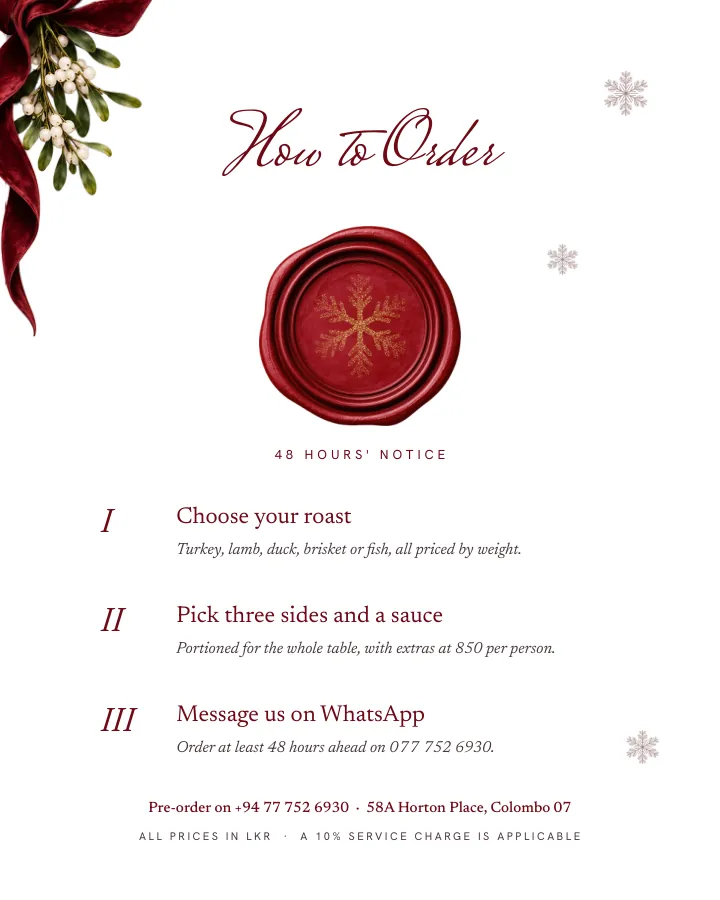 How to Order
48 HOURS' NOTICE
I
Choose your roast
Turkey, lamb, duck, brisket or fish, all priced by weight.
II
Pick three sides and a sauce
Portioned for the whole table, with extras at 850 per person.
III
Message us on WhatsApp
Order at least 48 hours ahead on 077 752 6930.
Pre-order on +94 77 752 6930 · 58A Horton Place, Colombo 07
ALL PRICES IN LKR · A 10% SERVICE CHARGE IS APPLICABLE